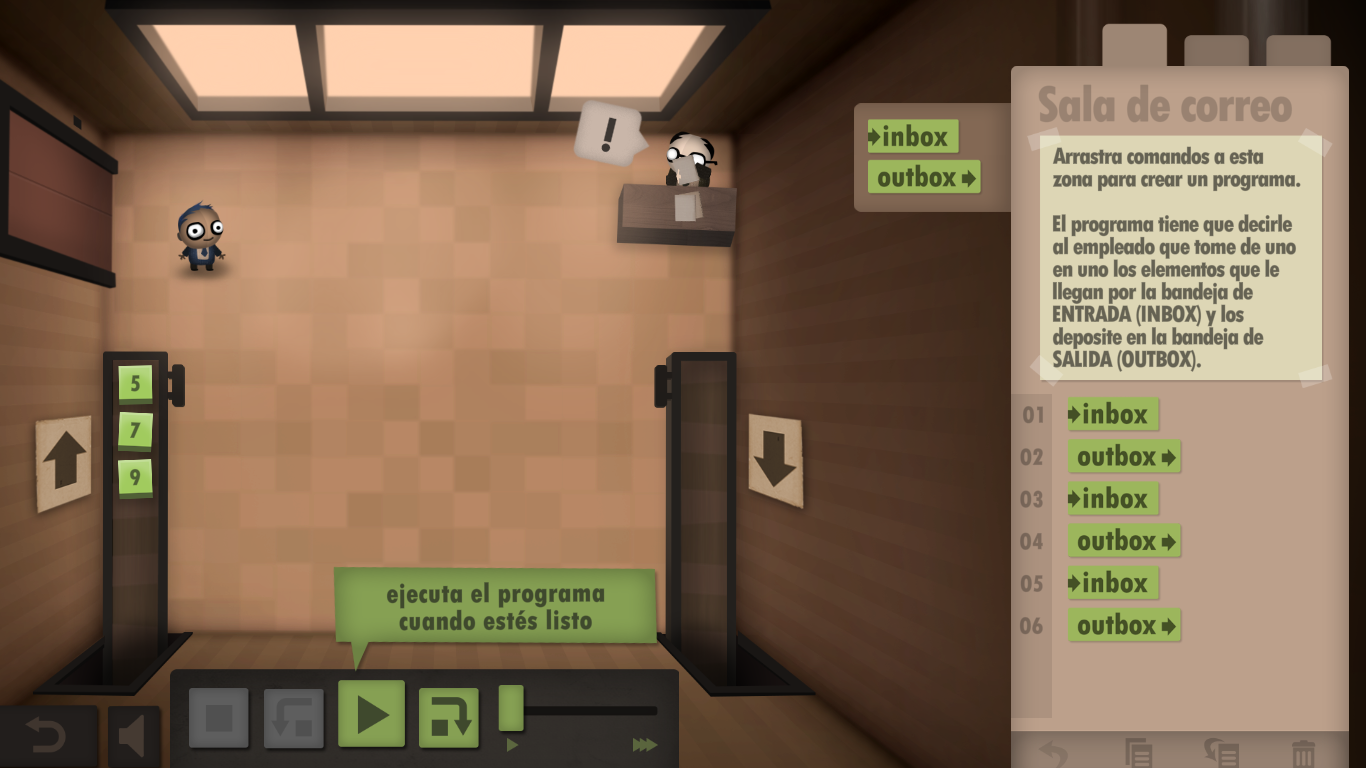 !
inbox
outbox
Sala de correo
Arrastra comandos a esta
zona para crear un programa.
El programa tiene que decirle
al empleado que tome de uno
en uno los elementos que le
llegan por la bandeja de
ENTRADA (INBOX) y los
deposite en la bandeja de
SALIDA (OUTBOX).
5
7
9
01 inbox
02 outbox
03 inbox
04 outbox
05 inbox
06 outbox
ejecuta el programa
cuando estés listo